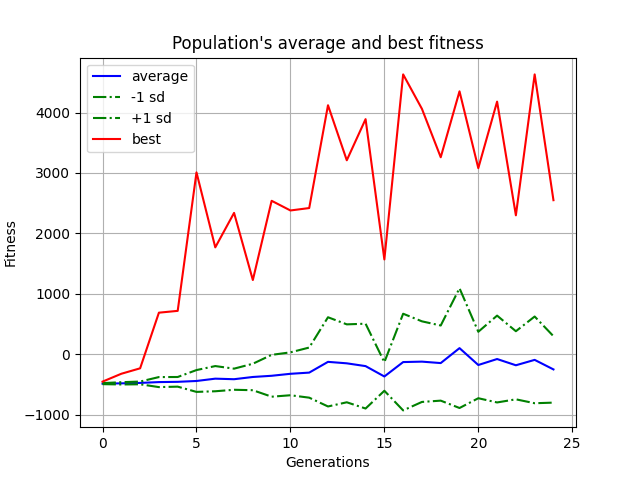 Population's average and best fitness
average
-1 sd
+1 sd
best
4000
3000
2000
1000
0
−1000
Fitness
0
5
10
15
20
25
Generations